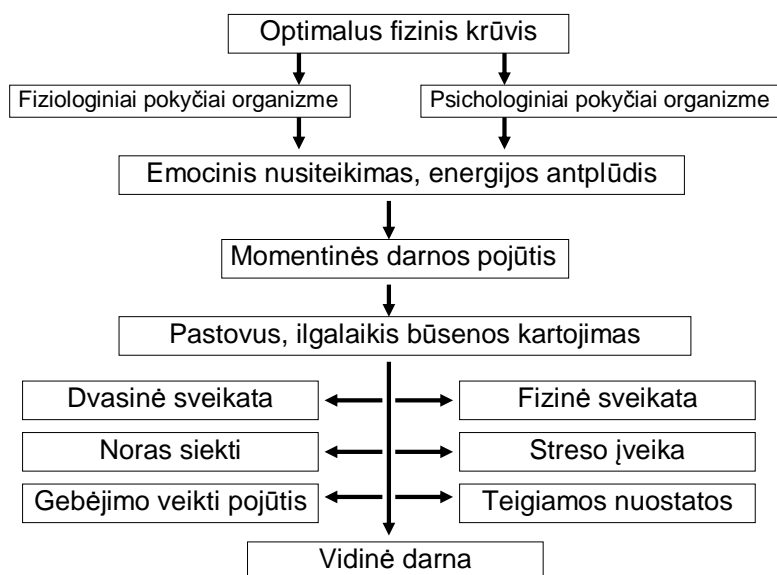 Optimalus fizinis krūvis
Fiziologiniai pokyčiai organizme
Psichologiniai pokyčiai organizme
Emocinis nusiteikimas, energijos antplūdis
Momentinės darnos pojūtis
Pastovus, ilgalaikis būsenos kartojimas
Dvasinė sveikata
Fizinė sveikata
Noras siekti
Streso įveika
Gebėjimo veikti pojūtis
Teigiamos nuostatos
Vidinė darna